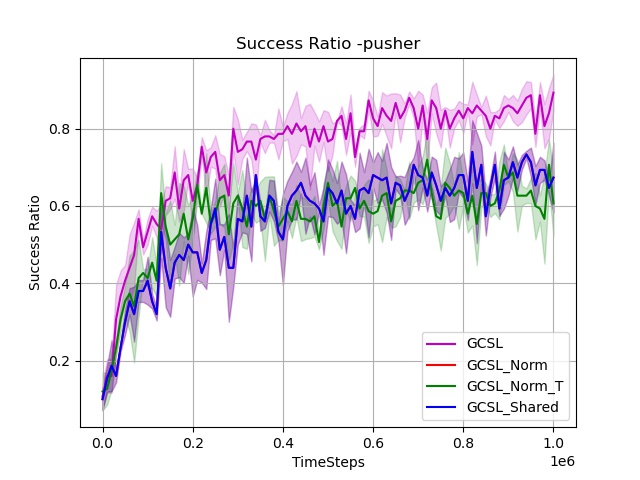 Success Ratio -pusher
Success Ratio
0.8
0.6
0.4
0.2
GCSL
GCSL_Norm
GCSL_Norm_T
GCSL_Shared
0.0 0.2 0.4 0.6 0.8 1.0
1e6
TimeSteps